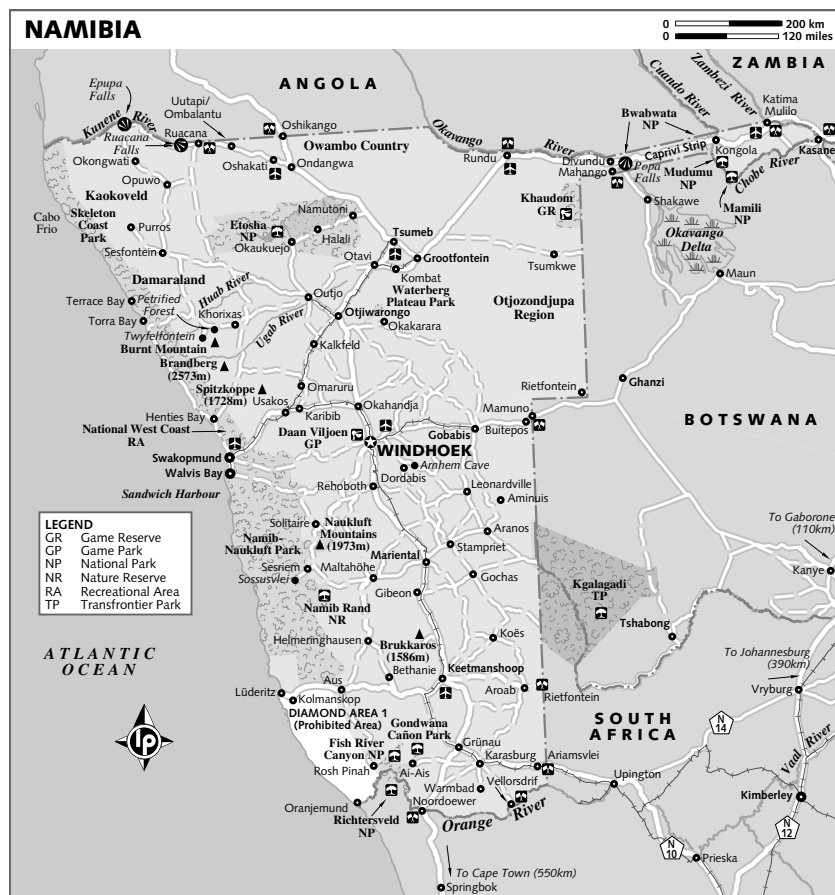 NAMIBIA
0 200 km
0 120 miles
ANGOLA
ZAMBIA
Epupa
Falls
Kunene
River
Ruacana
Falls
Ruacana
Uutapi/
Ombalantu
Oshikango
Owambo Country
Okongwati
Oshakati
Ondangwa
Opuwo
Okavango
River
Rundu
Cuando River
Zambezi River
Bwabwata
NP
Katima
Mulilo
Divundu
Mahango
Popa
Falls
Caprivi Strip
Kongola
Kasane
Mudumu
NP
Chobe River
Mamili
NP
Shakawe
Okavango
Delta
Maun
Kaokoveld
Cabo
Frio
Skeleton
Coast
Park
Purros
Sesfontein
Etosha
NP
Namutoni
Halali
Okaukuejo
Tsumeb
Khaudom
GR
Otavi
Grootfontein
Kombat
Tsumkwe
Waterberg
Plateau Park
Damaraland
Huab River
Terrace Bay
Petrified
Forest
Khorixas
Outjo
Torra Bay
Twyfelfontein
Ugab River
Otjiwarongo
Okakarara
Otjozondjupa
Region
Burnt Mountain
Kalkfeld
Brandberg
(2573m)
Spitzkoppe
(1728m)
Omaruru
Rietfontein
Ghanzi
Usakos
Karibib
Okahandja
Mamuno
Buitepos
Gobabis
Henties Bay
National West Coast
RA
Daan Viljoen
GP
WINDHOEK
BOTSWANA
Swakopmund
Walvis Bay
Arnhem Cave
Dordabis
Sandwich Harbour
Rehoboth
Leonardville
Aminuis
LEGEND
GR Game Reserve
GP Game Park
NP National Park
NR Nature Reserve
RA Recreational Area
TP Transfrontier Park
Solitaire
Naukluft
Mountains
(1973m)
Namib-
Naukluft Park
Aranos
Stampriet
Mariental
Sesriem
Maltahöhe
Sossusvlei
Gochas
Gibeon
Namib Rand
NR
Kgalagadi
TP
To Gaborone
(110km)
Kanye
Tshabong
Koës
Helmeringhausen
Brukkaros
(1586m)
Bethanie
Keetmanshoop
ATLANTIC
OCEAN
Aus
Lüderitz
Kolmanskop
Aroab
Rietfontein
To Johannesburg
(390km)
Vryburg
DIAMOND AREA 1
(Prohibited Area)
Gondwana
Cañon Park
SOUTH
AFRICA
N
14
lp
Fish River
Canyon NP
Grünau
Karasburg
Ariamsvlei
Rosh Pinah
Ai-Ais
Vellorsdrif
Warmbad
Upington
Vaal River
Oranjemund
Noordoewer
Kimberley
Richtersveld
NP
Orange
River
N
12
N
10
Prieska
To Cape Town (550km)
Springbok